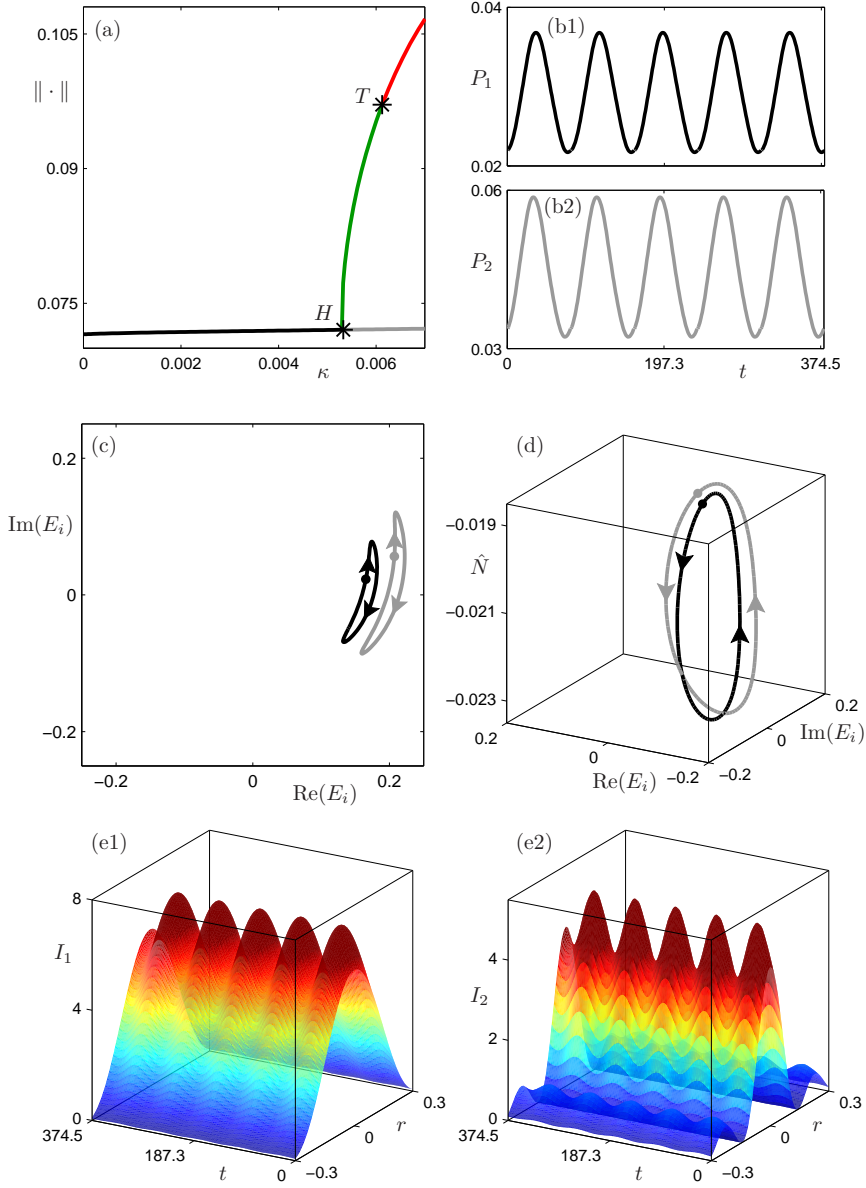 (a)
0.105
0.09
0.075
‖ · ‖
T
H
0
0.002
0.004
0.006
κ
(b1)
0.04
P₁
0.02
(b2)
0.06
P₂
0.03
0
197.3
374.5
t
(c)
0.2
Im(Eᵢ)
0
−0.2
−0.2
0
0.2
Re(Eᵢ)
(d)
−0.019
N̂
−0.021
−0.023
0.2
0
−0.2
Re(Eᵢ)
−0.2
0
0.2
Im(Eᵢ)
(e1)
8
I₁
4
0
374.5
187.3
t
0
−0.3
0
r
0.3
(e2)
4
I₂
2
0
374.5
187.3
t
0
−0.3
0
r
0.3